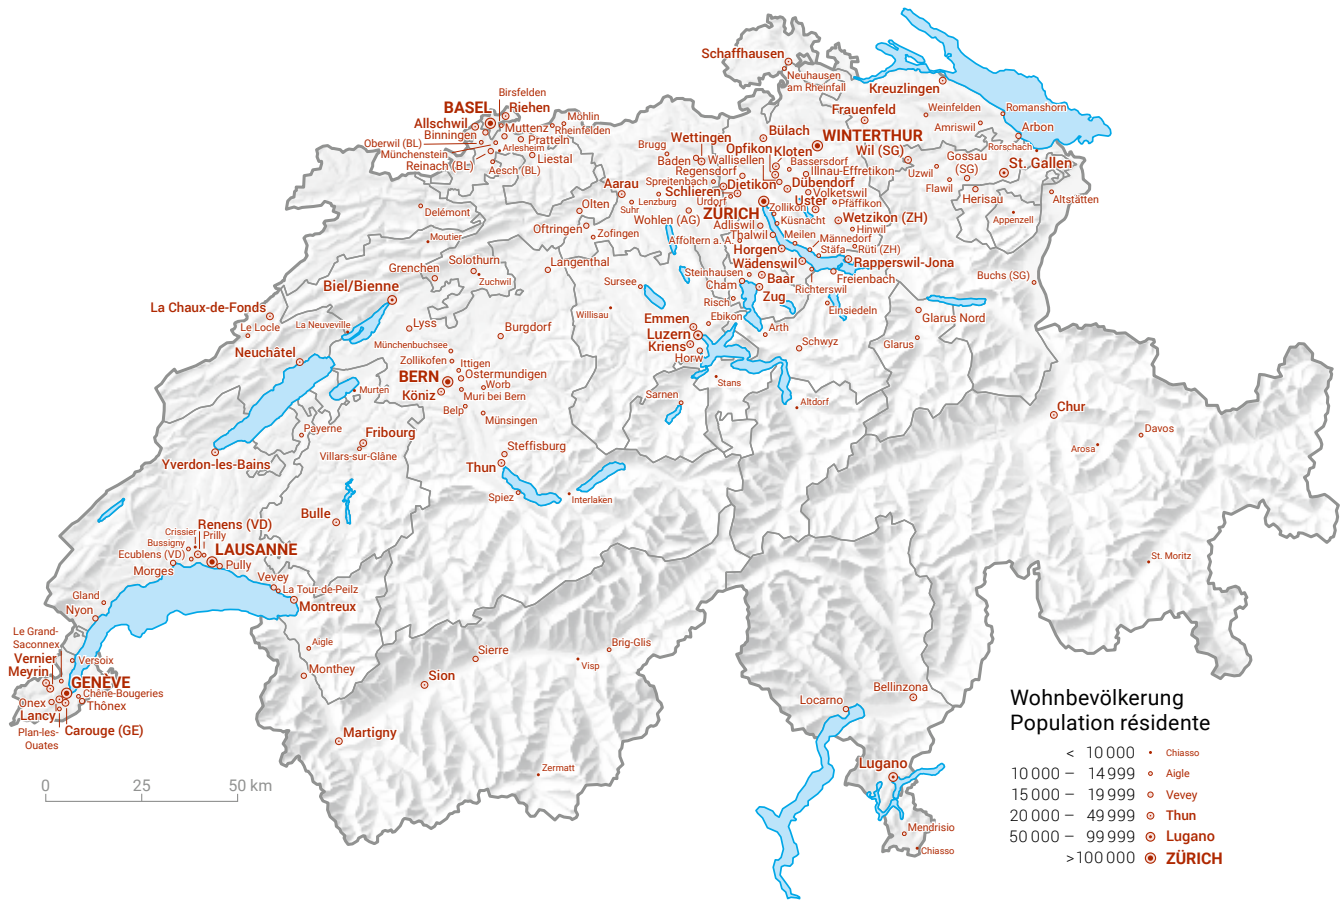 Schaffhausen
Neuhausen
am Rheinfall
Kreuzlingen
Birsfelden
BASEL
Riehen
Allschwil
Möhlin
Muttenz
Rheinfelden
Binningen
Pratteln
Oberwil (BL)
Arlesheim
Münchenstein
Liestal
Reinach (BL)
Aesch (BL)
Frauenfeld
Weinfelden
Romanshorn
Amriswil
Arbon
Rorschach
Wettingen
Bülach
WINTERTHUR
Brugg
Opfikon
Kloten
Wil (SG)
Gossau
(SG)
St. Gallen
Baden
Wallisellen
Bassersdorf
Regensdorf
Illnau-Effretikon
Uzwil
Flawil
Herisau
Altstätten
Spreitenbach
Dietikon
Dübendorf
Aarau
Schlieren
Volketswil
Lenzburg
Urdorf
Uster
Pfäffikon
Olten
Suhr
Zollikon
ZÜRICH
Wohlen (AG)
Küsnacht
Wetzikon (ZH)
Appenzell
Delémont
Oftringen
Zofingen
Adliswil
Hinwil
Thalwil
Meilen
Moutier
Affoltern a. A.
Männedorf
Horgen
Stäfa
Rüti (ZH)
Solothurn
Langenthal
Wädenswil
Rapperswil-Jona
Grenchen
Zuchwil
Steinhausen
Baar
Freienbach
Buchs (SG)
Biel/Bienne
Sursee
Cham
Richterswil
Zug
La Chaux-de-Fonds
Risch
Einsiedeln
Willisau
Le Locle
La Neuveville
Lyss
Burgdorf
Emmen
Ebikon
Arth
Glarus Nord
Luzern
Münchenbuchsee
Kriens
Schwyz
Glarus
Neuchâtel
Zollikofen
Ittigen
Horw
BERN
Ostermundigen
Stans
Worb
Murten
Köniz
Muri bei Bern
Sarnen
Altdorf
Belp
Chur
Münsingen
Payerne
Fribourg
Davos
Arosa
Villars-sur-Glâne
Steffisburg
Yverdon-les-Bains
Thun
Spiez
Interlaken
Bulle
Renens (VD)
Crissier
Prilly
Bussigny
LAUSANNE
Ecublens (VD)
Pully
Morges
St. Moritz
Vevey
La Tour-de-Peilz
Gland
Montreux
Nyon
Le Grand-
Saconnex
Aigle
Sierre
Brig-Glis
Vernier
Versoix
Visp
Meyrin
Monthey
Sion
GENÈVE
Bellinzona
Chêne-Bougeries
Onex
Thônex
Locarno
Lancy
Carouge (GE)
Plan-les-
Ouates
Martigny
Zermatt
Lugano
Mendrisio
Chiasso
0 25 50 km
Wohnbevölkerung
Population résidente
< 10 000 Chiasso
10 000 – 14 999 Aigle
15 000 – 19 999 Vevey
20 000 – 49 999 Thun
50 000 – 99 999 Lugano
>100 000 ZÜRICH